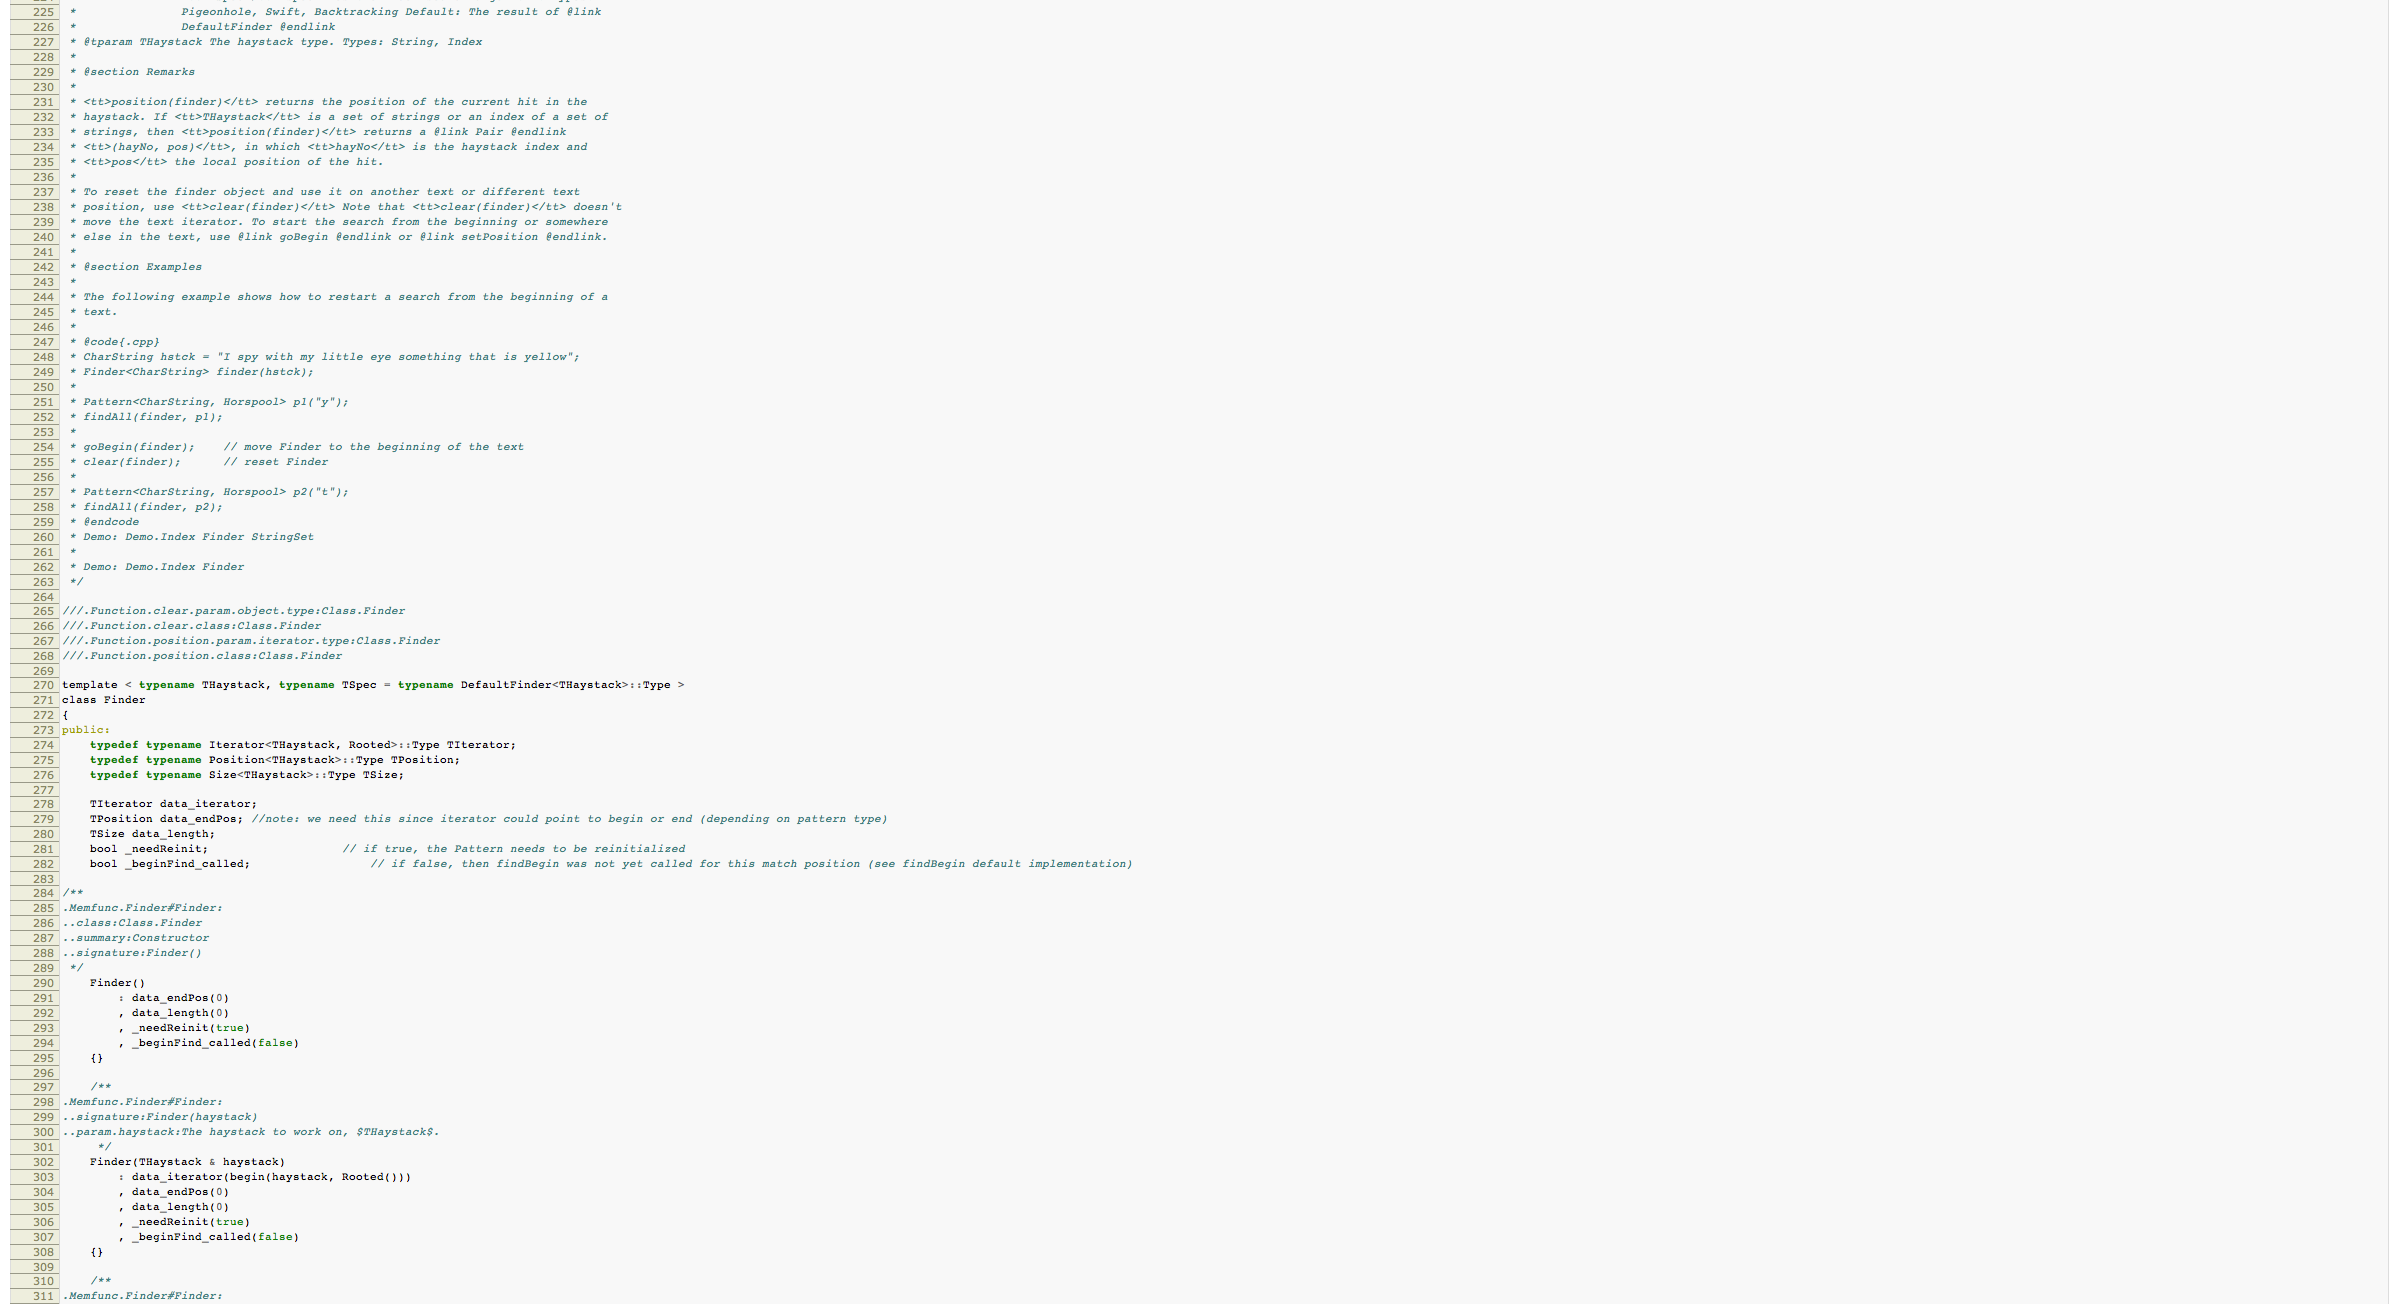 225  *               Pigeonhole, Swift, Backtracking Default: The result of @link
226  *               DefaultFinder @endlink
227  * @tparam THaystack The haystack type. Types: String, Index
228  *
229  * @section Remarks
230  *
231  * <tt>position(finder)</tt> returns the position of the current hit in the
232  * haystack. If <tt>THaystack</tt> is a set of strings or an index of a set of
233  * strings, then <tt>position(finder)</tt> returns a @link Pair @endlink
234  * <tt>(hayNo, pos)</tt>, in which <tt>hayNo</tt> is the haystack index and
235  * <tt>pos</tt> the local position of the hit.
236  *
237  * To reset the finder object and use it on another text or different text
238  * position, use <tt>clear(finder)</tt> Note that <tt>clear(finder)</tt> doesn't
239  * move the text iterator. To start the search from the beginning or somewhere
240  * else in the text, use @link goBegin @endlink or @link setPosition @endlink.
241  *
242  * @section Examples
243  *
244  * The following example shows how to restart a search from the beginning of a
245  * text.
246  *
247  * @code{.cpp}
248  * CharString hstck = "I spy with my little eye something that is yellow";
249  * Finder<CharString> finder(hstck);
250  *
251  * Pattern<CharString, Horspool> p1("y");
252  * findAll(finder, p1);
253  *
254  * goBegin(finder);    // move Finder to the beginning of the text
255  * clear(finder);      // reset Finder
256  *
257  * Pattern<CharString, Horspool> p2("t");
258  * findAll(finder, p2);
259  * @endcode
260  * Demo: Demo.Index Finder StringSet
261  *
262  * Demo: Demo.Index Finder
263  */
264
265 ///.Function.clear.param.object.type:Class.Finder
266 ///.Function.clear.class:Class.Finder
267 ///.Function.position.param.iterator.type:Class.Finder
268 ///.Function.position.class:Class.Finder
269
270 template < typename THaystack, typename TSpec = typename DefaultFinder<THaystack>::Type >
271 class Finder
272 {
273 public:
274     typedef typename Iterator<THaystack, Rooted>::Type TIterator;
275     typedef typename Position<THaystack>::Type TPosition;
276     typedef typename Size<THaystack>::Type TSize;
277
278     TIterator data_iterator;
279     TPosition data_endPos; //note: we need this since iterator could point to begin or end (depending on pattern type)
280     TSize data_length;
281     bool _needReinit;                   // if true, the Pattern needs to be reinitialized
282     bool _beginFind_called;                 // if false, then findBegin was not yet called for this match position (see findBegin default implementation)
283
284 /**
285 .Memfunc.Finder#Finder:
286 ..class:Class.Finder
287 ..summary:Constructor
288 ..signature:Finder()
289  */
290     Finder()
291         : data_endPos(0)
292         , data_length(0)
293         , _needReinit(true)
294         , _beginFind_called(false)
295     {}
296
297     /**
298 .Memfunc.Finder#Finder:
299 ..signature:Finder(haystack)
300 ..param.haystack:The haystack to work on, $THaystack$.
301      */
302     Finder(THaystack & haystack)
303         : data_iterator(begin(haystack, Rooted()))
304         , data_endPos(0)
305         , data_length(0)
306         , _needReinit(true)
307         , _beginFind_called(false)
308     {}
309
310     /**
311 .Memfunc.Finder#Finder: